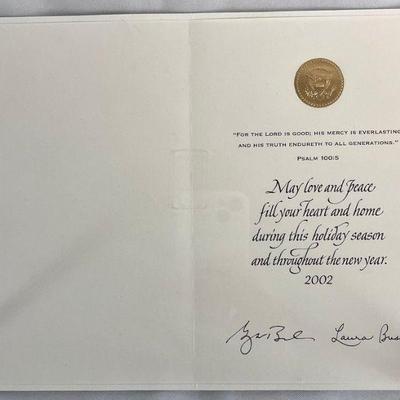 "For the Lord is good; His mercy is everlasting
and His truth endureth to all generations."
Psalm 100:5
May love and peace
fill your heart and home
during this holiday season
and throughout the new year.
2002
Laura Bus